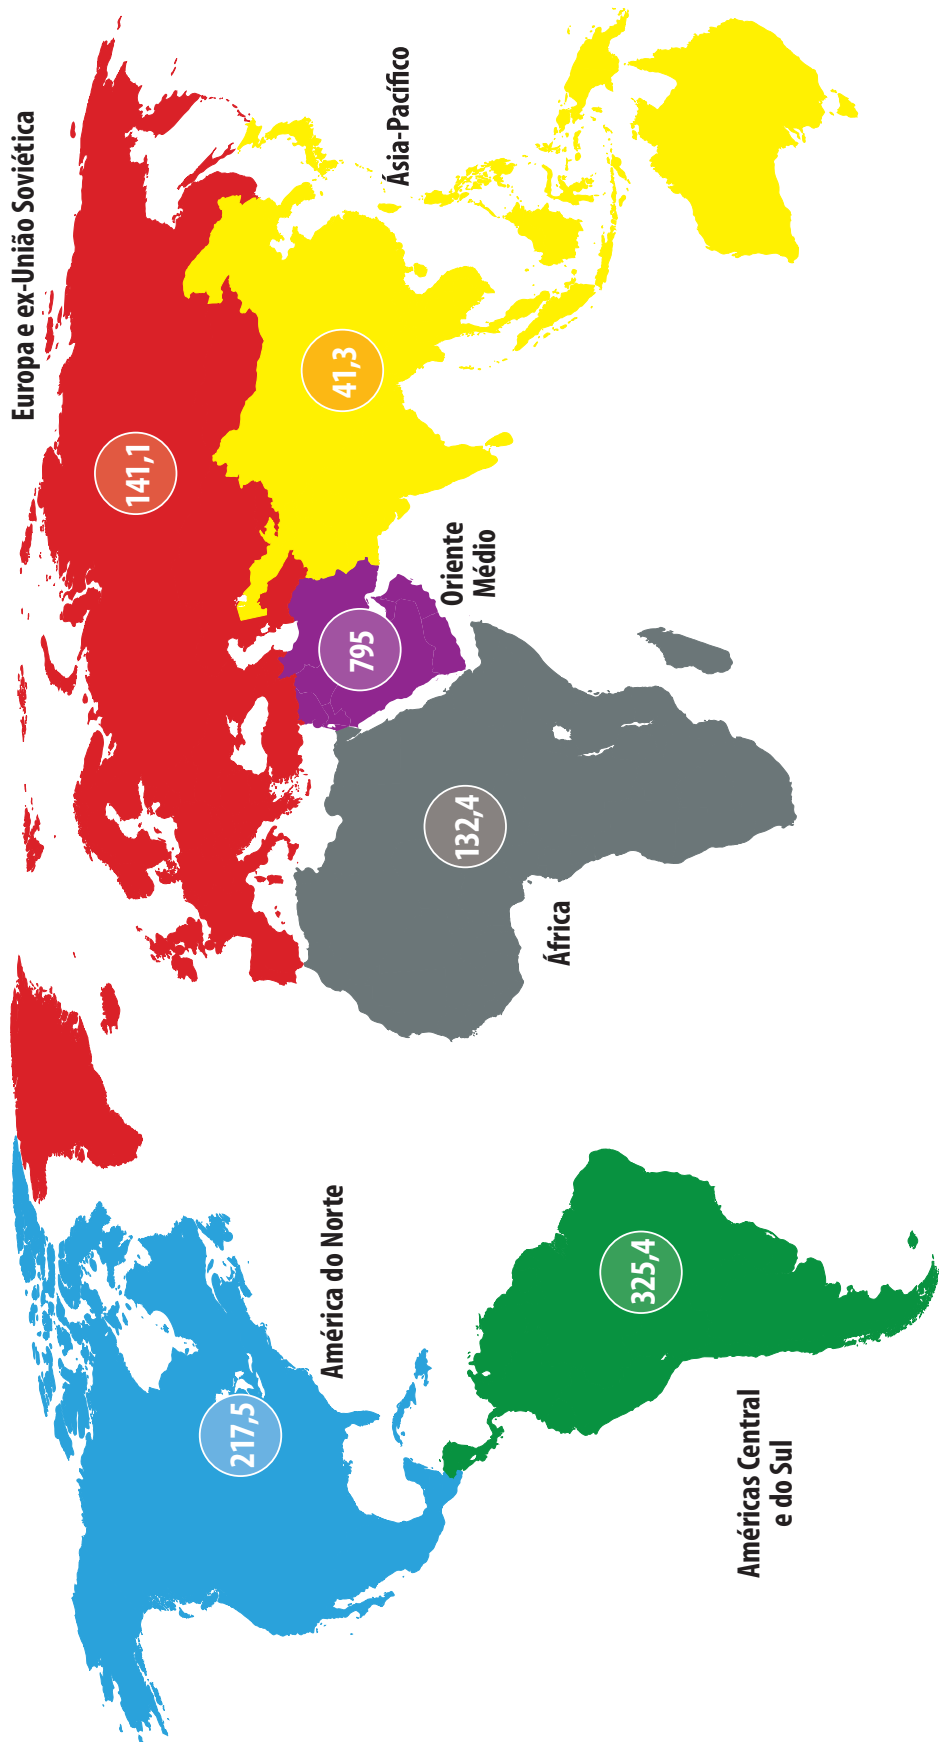 Europa e ex-União Soviética
141,1
América do Norte
217,5
Ásia-Pacífico
41,3
Oriente
Médio
795
África
132,4
Américas Central
e do Sul
325,4